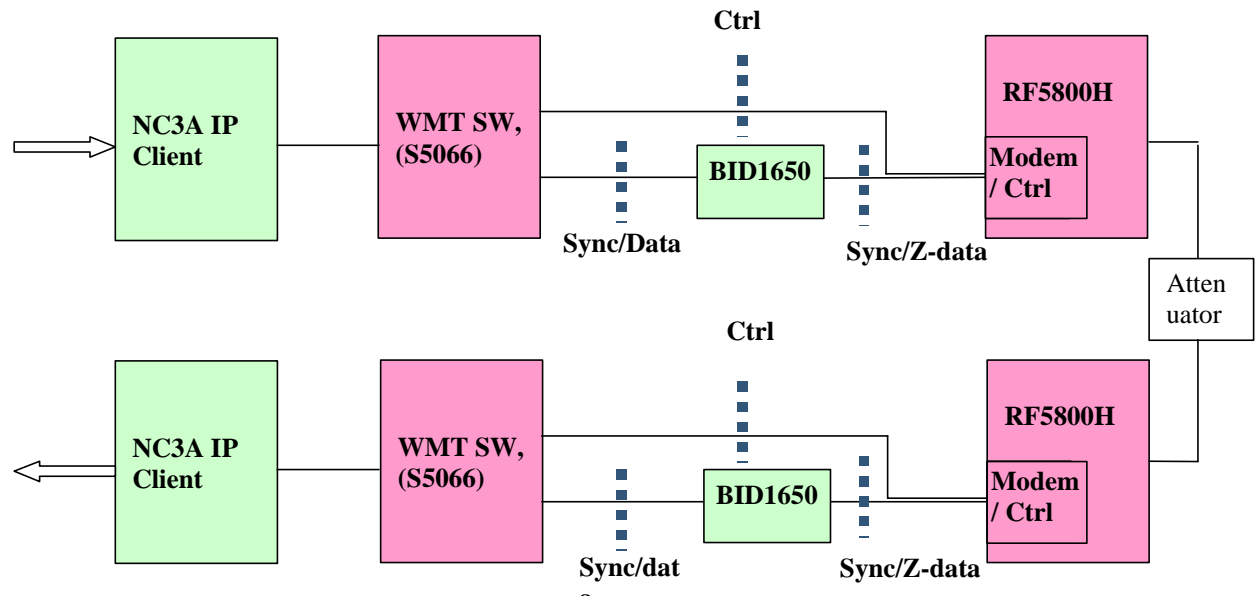 Ctrl
NC3A IP
Client
WMT SW,
(S5066)
RF5800H
BID1650
Modem
/ Ctrl
Sync/Data
Sync/Z-data
Atten
uator
Ctrl
NC3A IP
Client
WMT SW,
(S5066)
RF5800H
BID1650
Modem
/ Ctrl
Sync/dat
Sync/Z-data